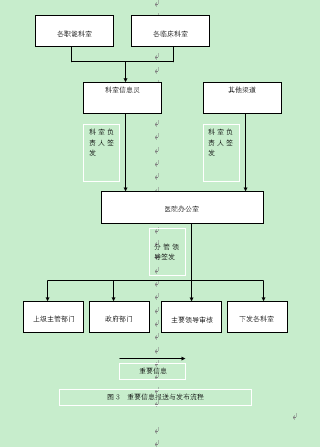 各职能科室
各临床科室
科室信息员
其他渠道
科 室 负
责 人 签
发
科 室 负
责 人 签
发
医院办公室
分 管 领
导签发
上级主管部门
政府部门
主要领导审核
下发各科室
重要信息
图 3 重要信息报送与发布流程